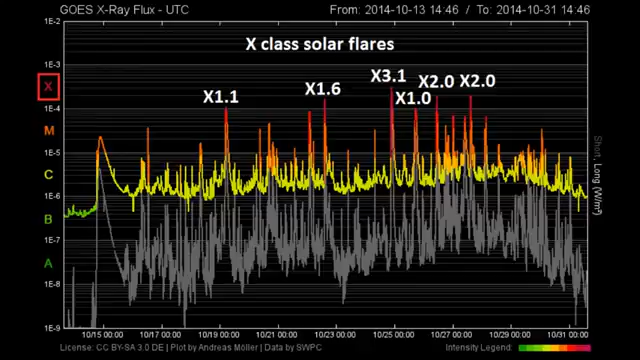 GOES X-Ray Flux - UTC
From: 2014-10-13 14:46 / To: 2014-10-31 14:46
X class solar flares
1E-2
1E-3
X
1E-4
M
1E-5
C
1E-6
B
1E-7
A
1E-8
1E-9
X1.1
X1.6
X3.1
X1.0
X2.0
X2.0
Short, Long (W/m²)
10/15 00:00
10/17 00:00
10/19 00:00
10/21 00:00
10/23 00:00
10/25 00:00
10/27 00:00
10/29 00:00
10/31 00:00
License: CC BY-SA 3.0 DE | Plot by Andreas Möller | Data by SWPC
Intensity Legend: